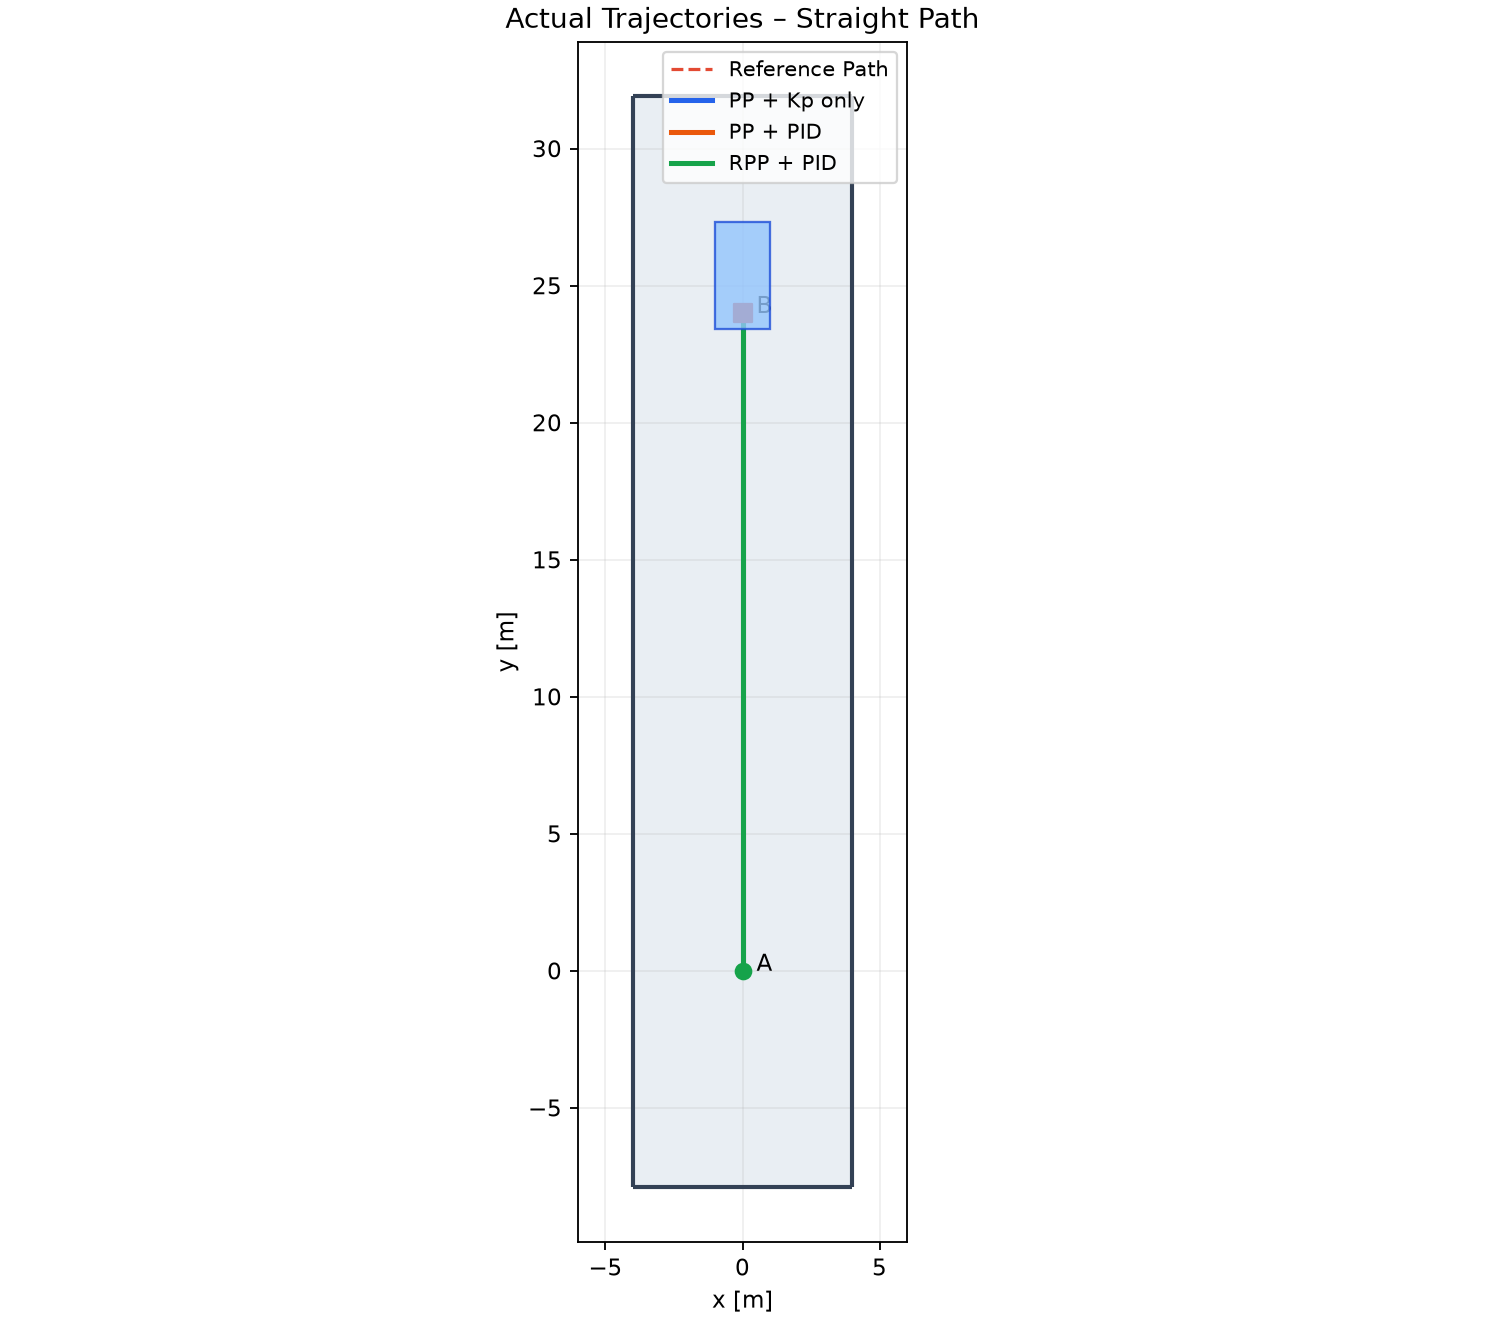 Actual Trajectories – Straight Path
Reference Path
PP + Kp only
PP + PID
RPP + PID
30
25
20
15
10
5
0
−5
B
A
y [m]
−5
0
5
x [m]